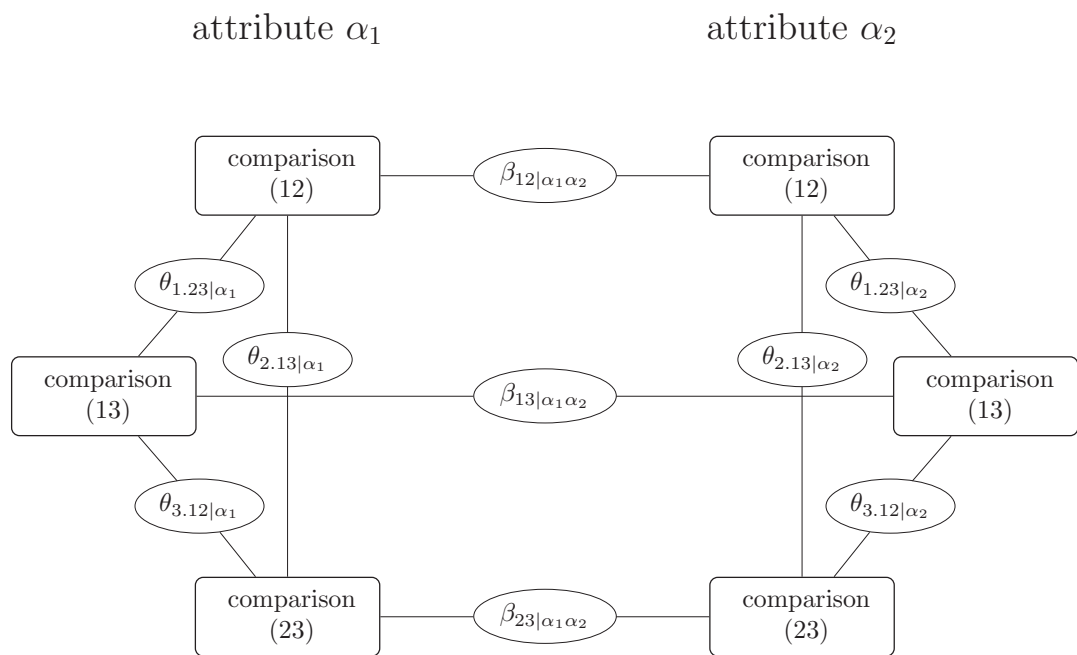 attribute α₁ attribute α₂
comparison β₁₂|α₁α₂ comparison
(12) (12)
θ₁.₂₃|α₁ θ₁.₂₃|α₂
θ₂.₁₃|α₁ θ₂.₁₃|α₂
comparison β₁₃|α₁α₂ comparison
(13) (13)
θ₃.₁₂|α₁ θ₃.₁₂|α₂
comparison β₂₃|α₁α₂ comparison
(23) (23)